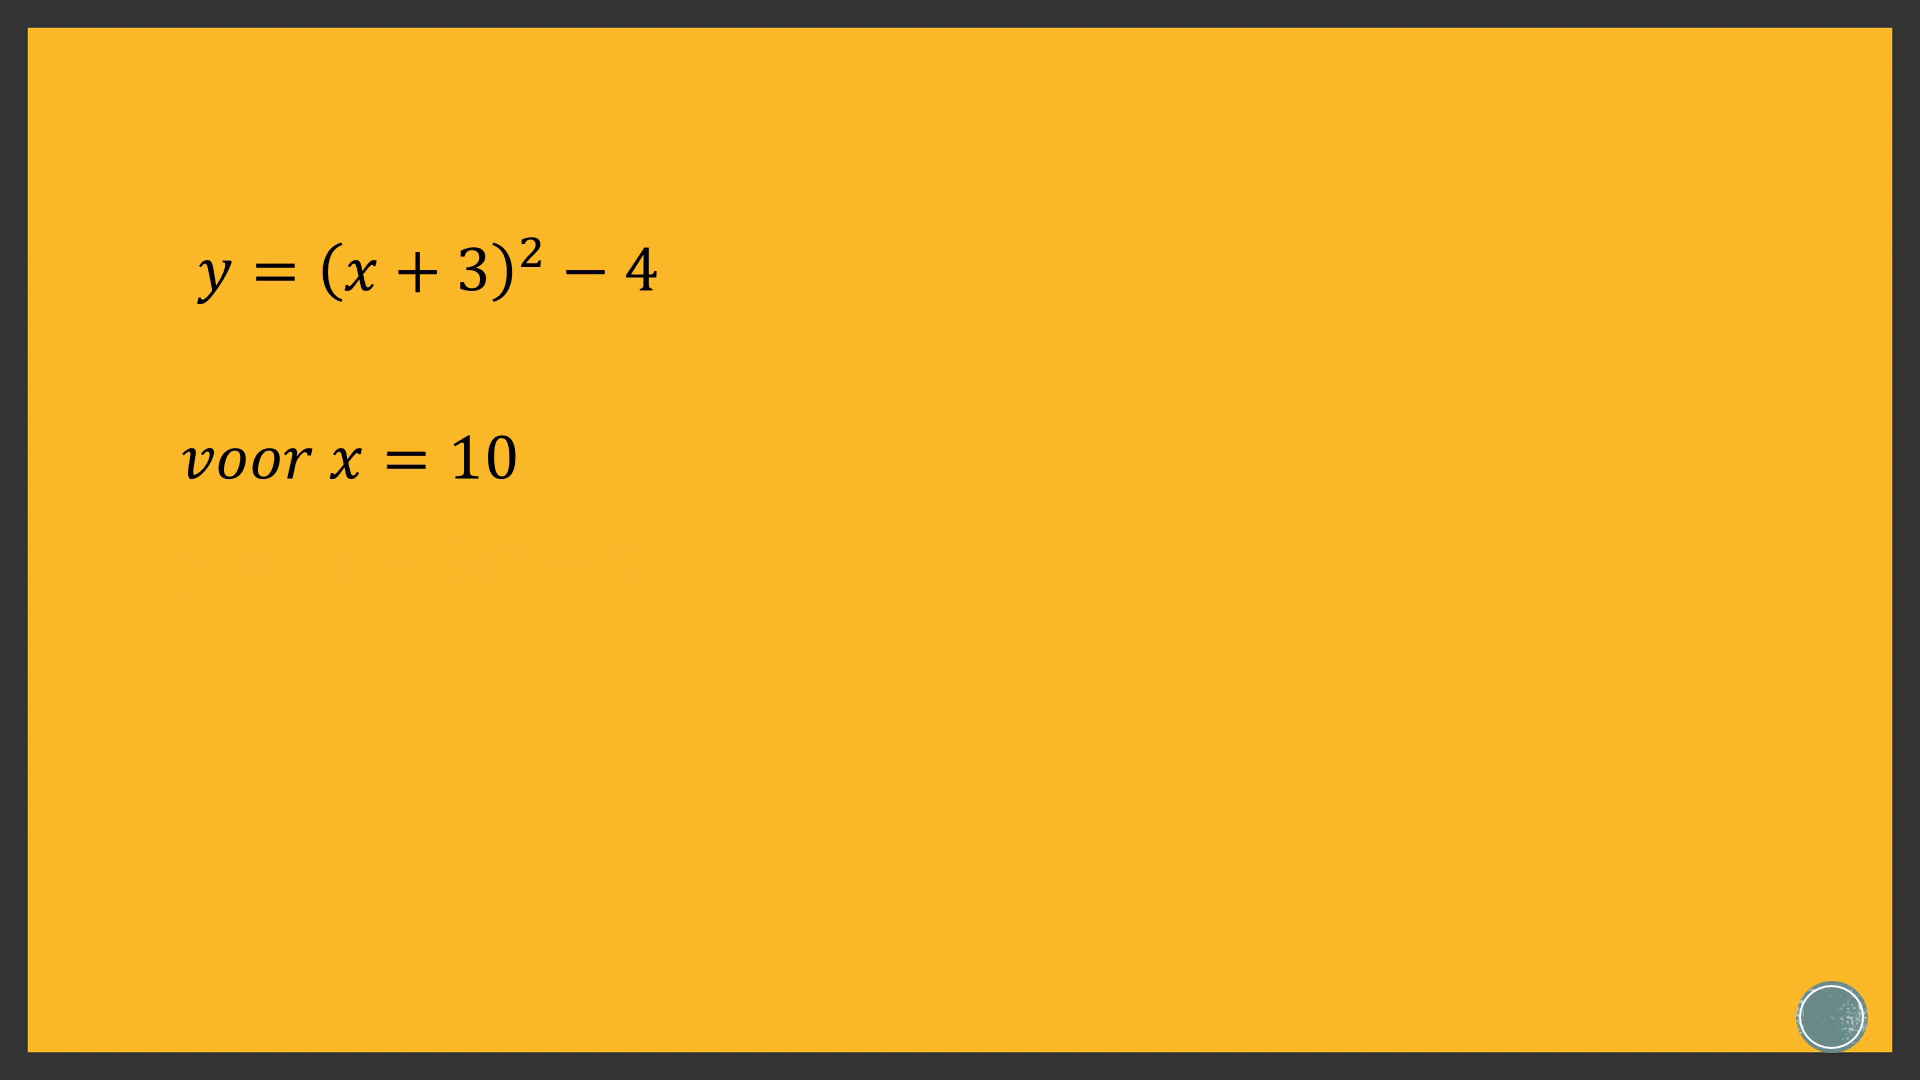 y = (x + 3)² − 4
voor x = 10